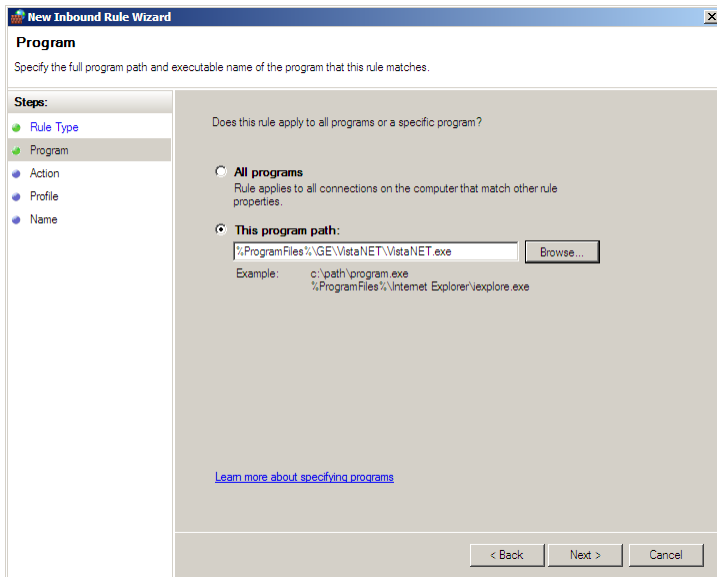 New Inbound Rule Wizard
Program
Specify the full program path and executable name of the program that this rule matches.
Steps:
Rule Type
Program
Action
Profile
Name
Does this rule apply to all programs or a specific program?
All programs
Rule applies to all connections on the computer that match other rule
properties.
This program path:
%ProgramFiles%\GE\VistaNET\VistaNET.exe
Browse...
Example: c:\path\program.exe
%ProgramFiles%\Internet Explorer\iexplore.exe
Learn more about specifying programs
< Back Next > Cancel